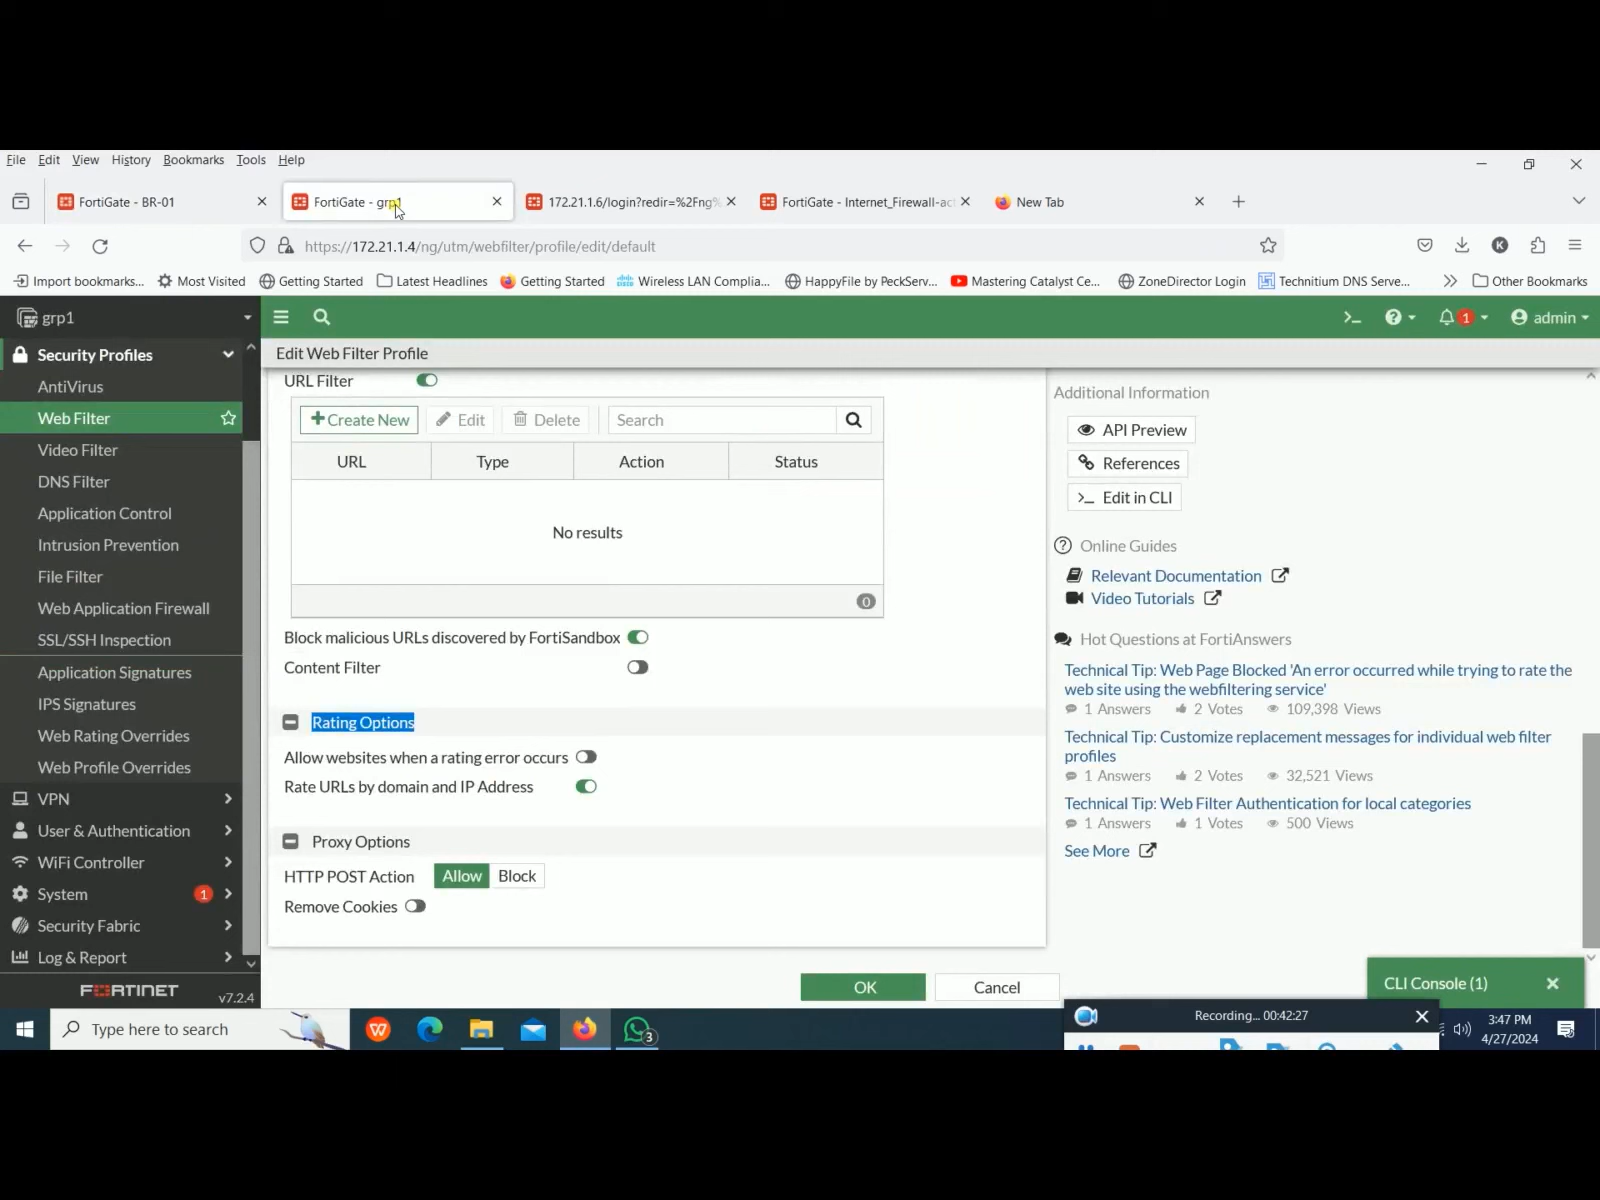 File Edit View History Bookmarks Tools Help
FortiGate - BR-01
FortiGate - grp1
172.21.1.6/login?redir=%2Fng%
FortiGate - Internet_Firewall-ac
New Tab
https://172.21.1.4/ng/utm/webfilter/profile/edit/default
Import bookmarks... Most Visited Getting Started Latest Headlines Getting Started Wireless LAN Complia... HappyFile by PeckServ... Mastering Catalyst Ce... ZoneDirector Login Technitium DNS Serve... Other Bookmarks
grp1
1
admin
Security Profiles
AntiVirus
Web Filter
Video Filter
DNS Filter
Application Control
Intrusion Prevention
File Filter
Web Application Firewall
SSL/SSH Inspection
Application Signatures
IPS Signatures
Web Rating Overrides
Web Profile Overrides
VPN
User & Authentication
WiFi Controller
System 1
Security Fabric
Log & Report
FORTINET v7.2.4
Edit Web Filter Profile
URL Filter
Create New Edit Delete Search
URL Type Action Status
No results
0
Block malicious URLs discovered by FortiSandbox
Content Filter
Rating Options
Allow websites when a rating error occurs
Rate URLs by domain and IP Address
Proxy Options
HTTP POST Action Allow Block
Remove Cookies
OK Cancel
Additional Information
API Preview
References
Edit in CLI
Online Guides
Relevant Documentation
Video Tutorials
Hot Questions at FortiAnswers
Technical Tip: Web Page Blocked 'An error occurred while trying to rate the
web site using the webfiltering service'
1 Answers 2 Votes 109,398 Views
Technical Tip: Customize replacement messages for individual web filter
profiles
1 Answers 2 Votes 32,521 Views
Technical Tip: Web Filter Authentication for local categories
1 Answers 1 Votes 500 Views
See More
CLI Console (1)
Type here to search
3
Recording... 00:42:27
3:47 PM
4/27/2024